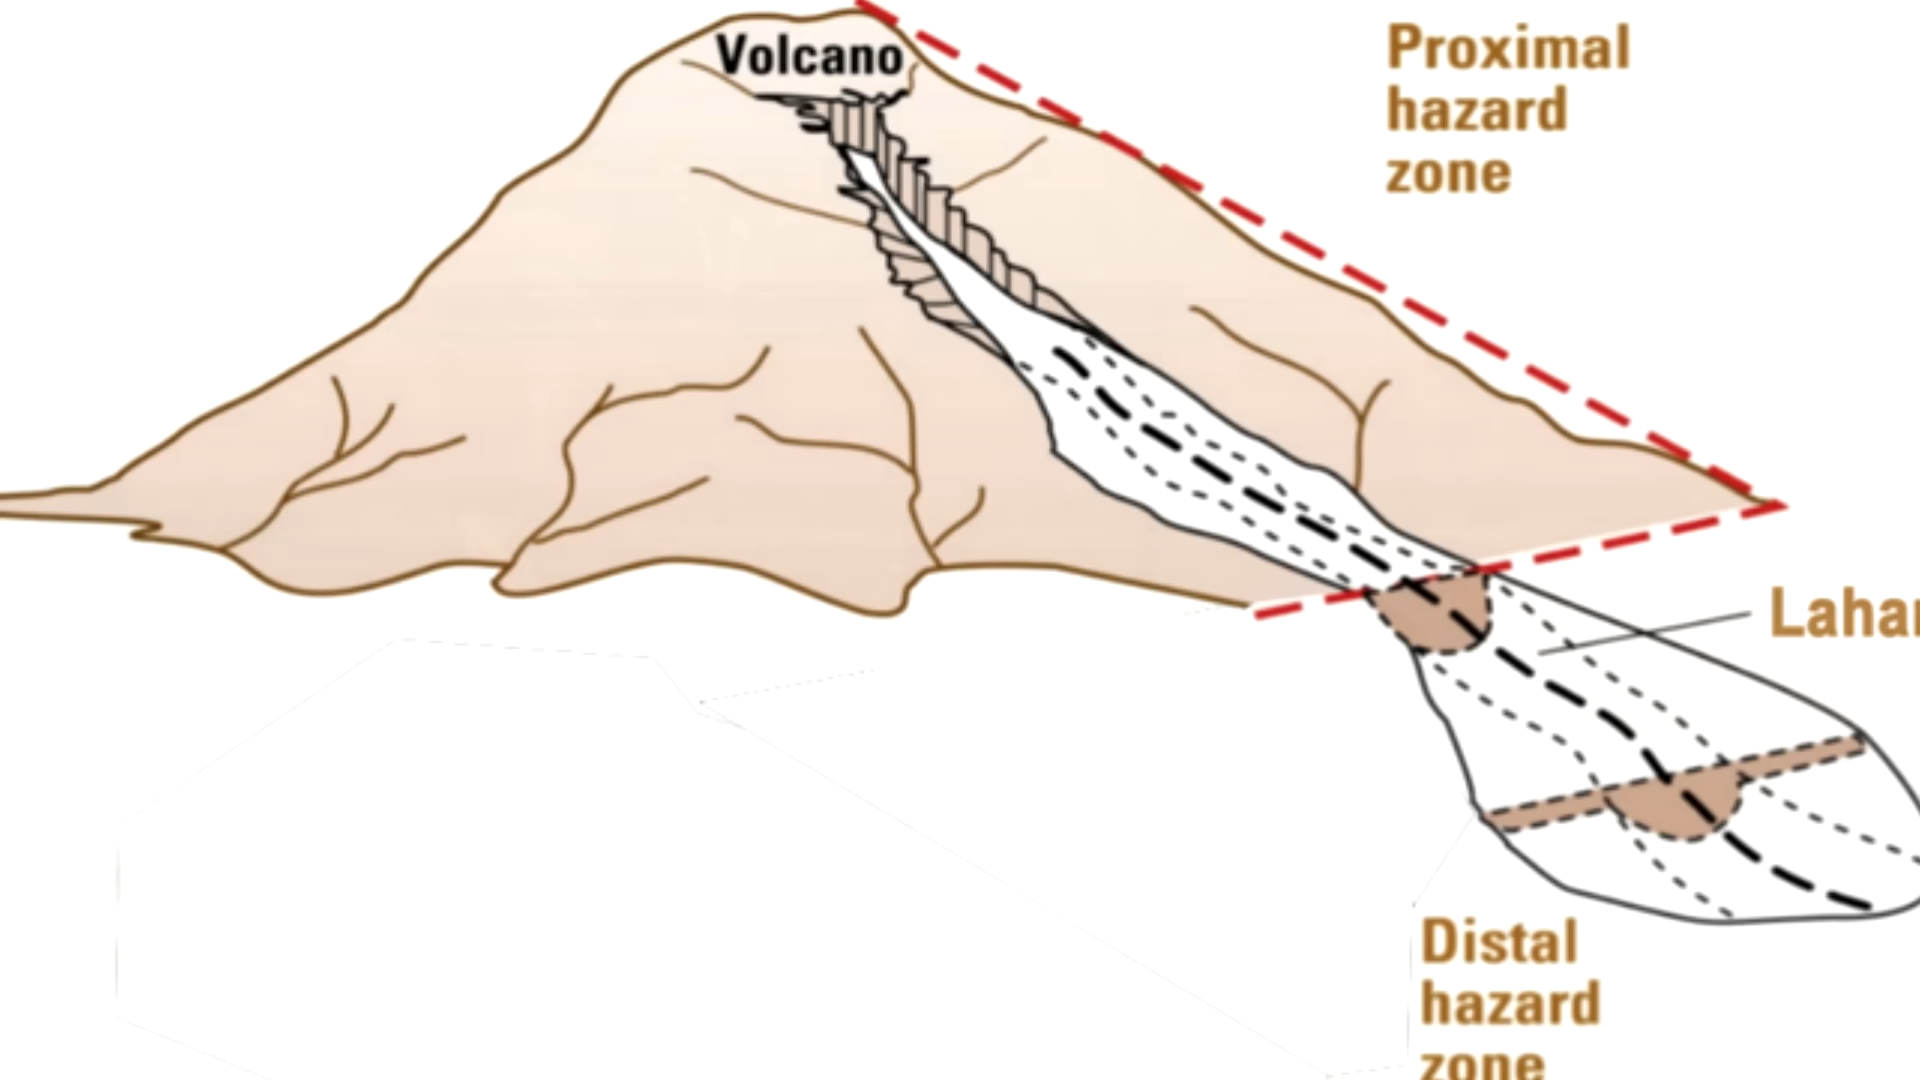 Volcano
Proximal
hazard
zone
Lahar
Distal
hazard
zone